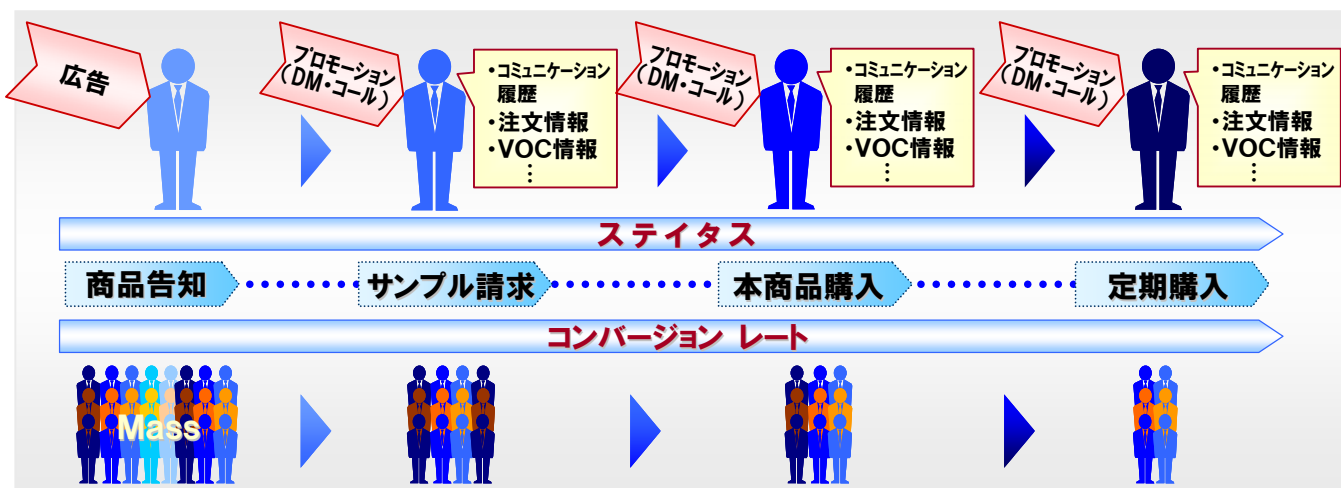 広告
プロモーション
（DM・コール）
・コミュニケーション
履歴
・注文情報
・VOC情報
⋮
プロモーション
（DM・コール）
・コミュニケーション
履歴
・注文情報
・VOC情報
⋮
プロモーション
（DM・コール）
・コミュニケーション
履歴
・注文情報
・VOC情報
⋮
ステイタス
商品告知
サンプル請求
本商品購入
定期購入
コンバージョン レート
Mass